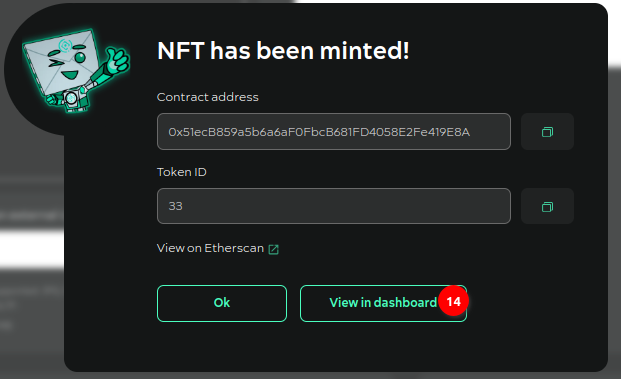 NFT has been minted!
Contract address
0x51ecB859a5b6a6aF0FbcB681FD4058E2Fe419E8A
Token ID
33
View on Etherscan
Ok
View in dashboard
14